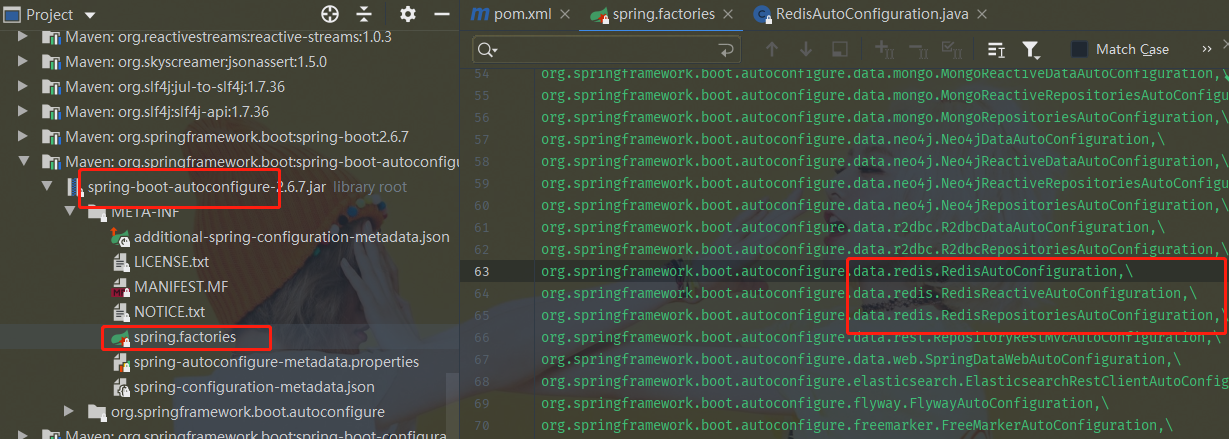 Project
Maven: org.reactivestreams:reactive-streams:1.0.3
Maven: org.skyscreamer:jsonassert:1.5.0
Maven: org.slf4j:jul-to-slf4j:1.7.36
Maven: org.slf4j:slf4j-api:1.7.36
Maven: org.springframework.boot:spring-boot:2.6.7
Maven: org.springframework.boot:spring-boot-autoconfigu
spring-boot-autoconfigure-2.6.7.jar library root
META-INF
additional-spring-configuration-metadata.json
LICENSE.txt
MANIFEST.MF
NOTICE.txt
spring.factories
spring-autoconfigure-metadata.properties
spring-configuration-metadata.json
org.springframework.boot.autoconfigure
Maven: org.springframework.boot:spring-boot-configura
pom.xml
spring.factories
RedisAutoConfiguration.java
Match Case
54 org.springframework.boot.autoconfigure.data.mongo.MongoReactiveDataAutoConfiguration,\
55 org.springframework.boot.autoconfigure.data.mongo.MongoReactiveRepositoriesAutoConfigu
56 org.springframework.boot.autoconfigure.data.mongo.MongoRepositoriesAutoConfiguration,\
57 org.springframework.boot.autoconfigure.data.neo4j.Neo4jDataAutoConfiguration,\
58 org.springframework.boot.autoconfigure.data.neo4j.Neo4jReactiveDataAutoConfiguration,\
59 org.springframework.boot.autoconfigure.data.neo4j.Neo4jReactiveRepositoriesAutoConfigu
60 org.springframework.boot.autoconfigure.data.neo4j.Neo4jRepositoriesAutoConfiguration,\
61 org.springframework.boot.autoconfigure.data.r2dbc.R2dbcDataAutoConfiguration,\
62 org.springframework.boot.autoconfigure.data.r2dbc.R2dbcRepositoriesAutoConfiguration,\
63 org.springframework.boot.autoconfigure.data.redis.RedisAutoConfiguration,\
64 org.springframework.boot.autoconfigure.data.redis.RedisReactiveAutoConfiguration,\
65 org.springframework.boot.autoconfigure.data.redis.RedisRepositoriesAutoConfiguration,\
66 org.springframework.boot.autoconfigure.data.rest.RepositoryRestMvcAutoConfiguration,\
67 org.springframework.boot.autoconfigure.data.web.SpringDataWebAutoConfiguration,\
68 org.springframework.boot.autoconfigure.elasticsearch.ElasticsearchRestClientAutoConfig
69 org.springframework.boot.autoconfigure.flyway.FlywayAutoConfiguration,\
70 org.springframework.boot.autoconfigure.freemarker.FreeMarkerAutoConfiguration,\